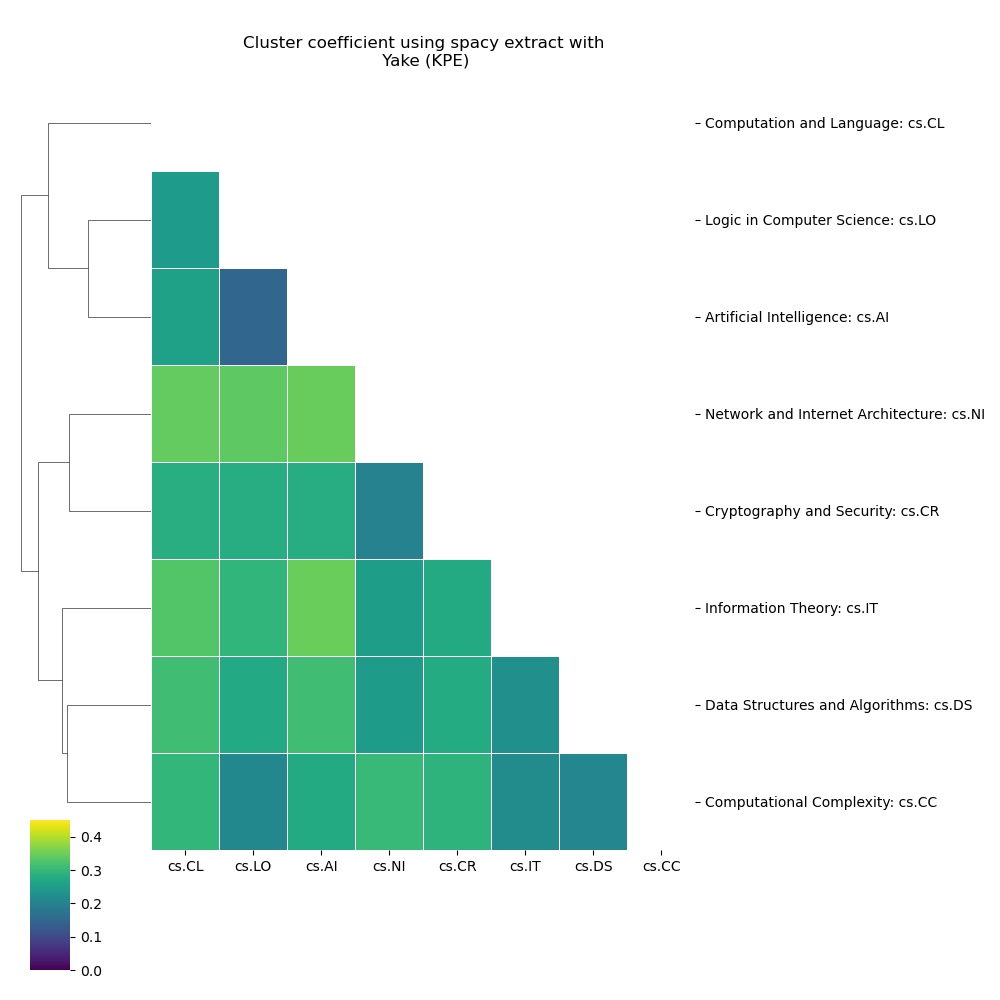 Cluster coefficient using spacy extract with
Yake (KPE)
Computation and Language: cs.CL
Logic in Computer Science: cs.LO
Artificial Intelligence: cs.AI
Network and Internet Architecture: cs.NI
Cryptography and Security: cs.CR
Information Theory: cs.IT
Data Structures and Algorithms: cs.DS
Computational Complexity: cs.CC
cs.CL cs.LO cs.AI cs.NI cs.CR cs.IT cs.DS cs.CC
0.4
0.3
0.2
0.1
0.0